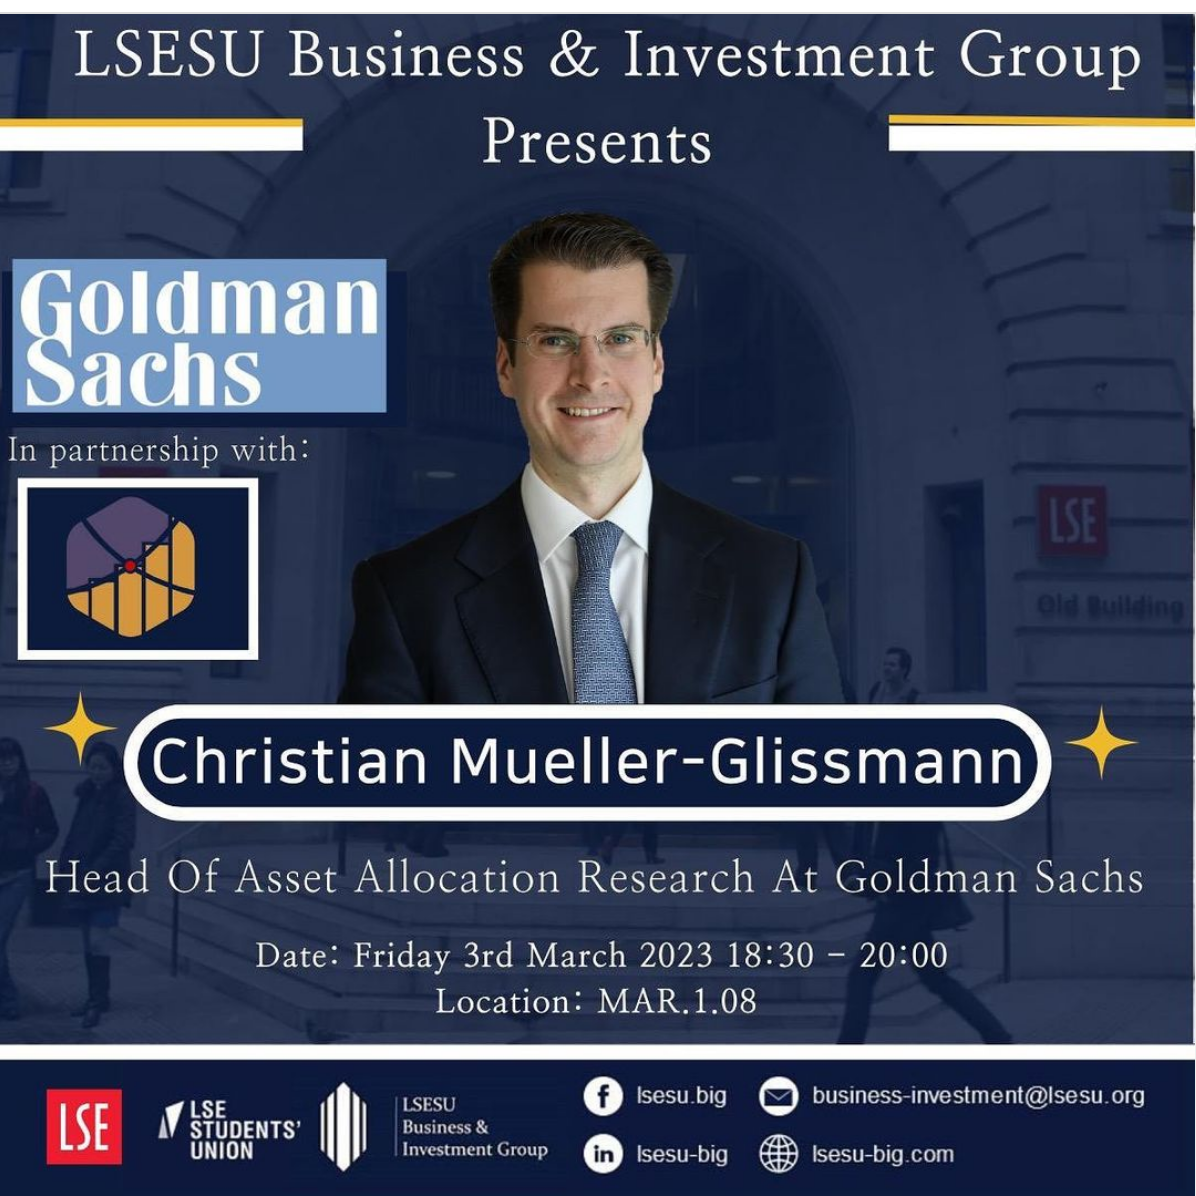 LSESU Business & Investment Group
Presents
Goldman
Sachs
In partnership with:
LSE
Old Building
Christian Mueller-Glissmann
Head Of Asset Allocation Research At Goldman Sachs
Date: Friday 3rd March 2023 18:30 - 20:00
Location: MAR.1.08
LSE
LSE
STUDENTS'
UNION
LSESU
Business &
Investment Group
f lsesu.big
business-investment@lsesu.org
in lsesu-big
lsesu-big.com